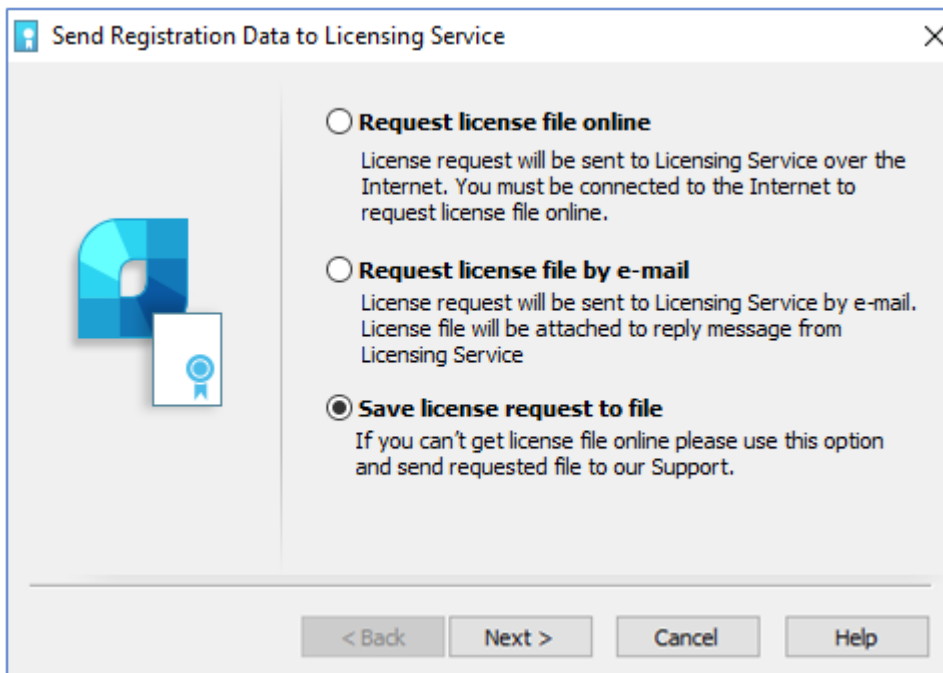 Send Registration Data to Licensing Service
Request license file online
License request will be sent to Licensing Service over the
Internet. You must be connected to the Internet to
request license file online.
Request license file by e-mail
License request will be sent to Licensing Service by e-mail.
License file will be attached to reply message from
Licensing Service
Save license request to file
If you can't get license file online please use this option
and send requested file to our Support.
< Back
Next >
Cancel
Help